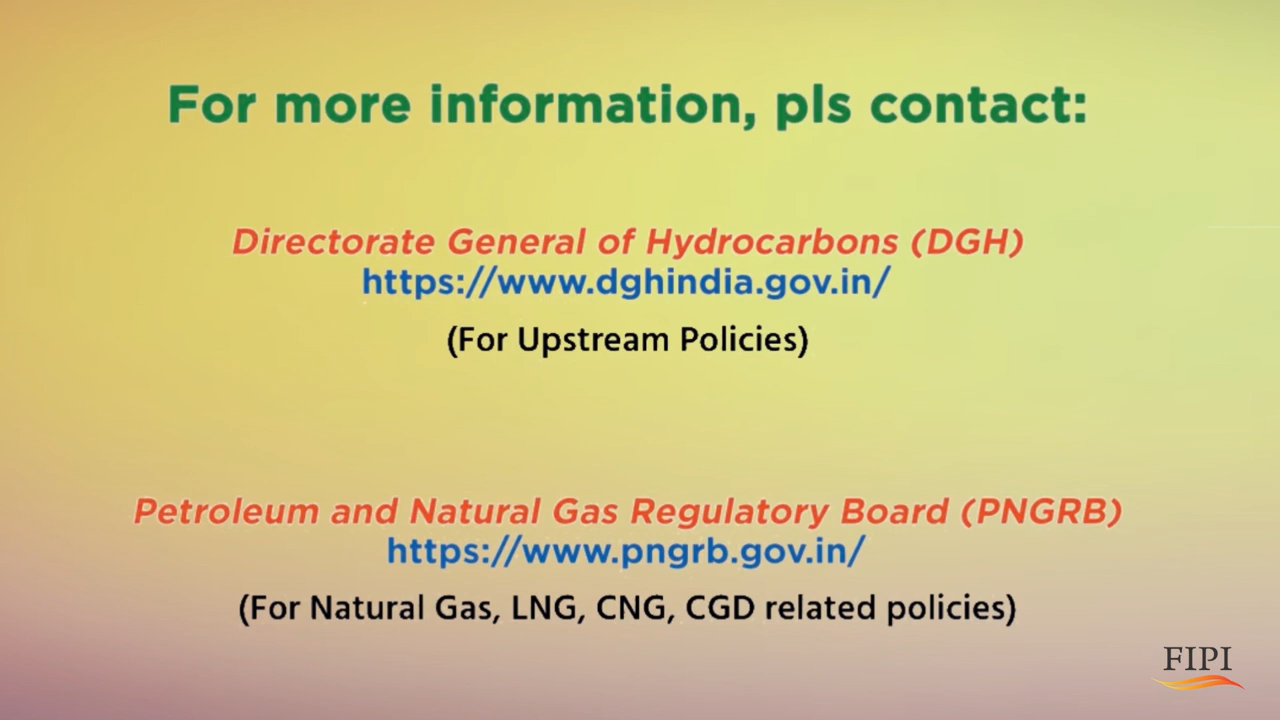 For more information, pls contact:
Directorate General of Hydrocarbons (DGH)
https://www.dghindia.gov.in/
(For Upstream Policies)
Petroleum and Natural Gas Regulatory Board (PNGRB)
https://www.pngrb.gov.in/
(For Natural Gas, LNG, CNG, CGD related policies)
FIPI